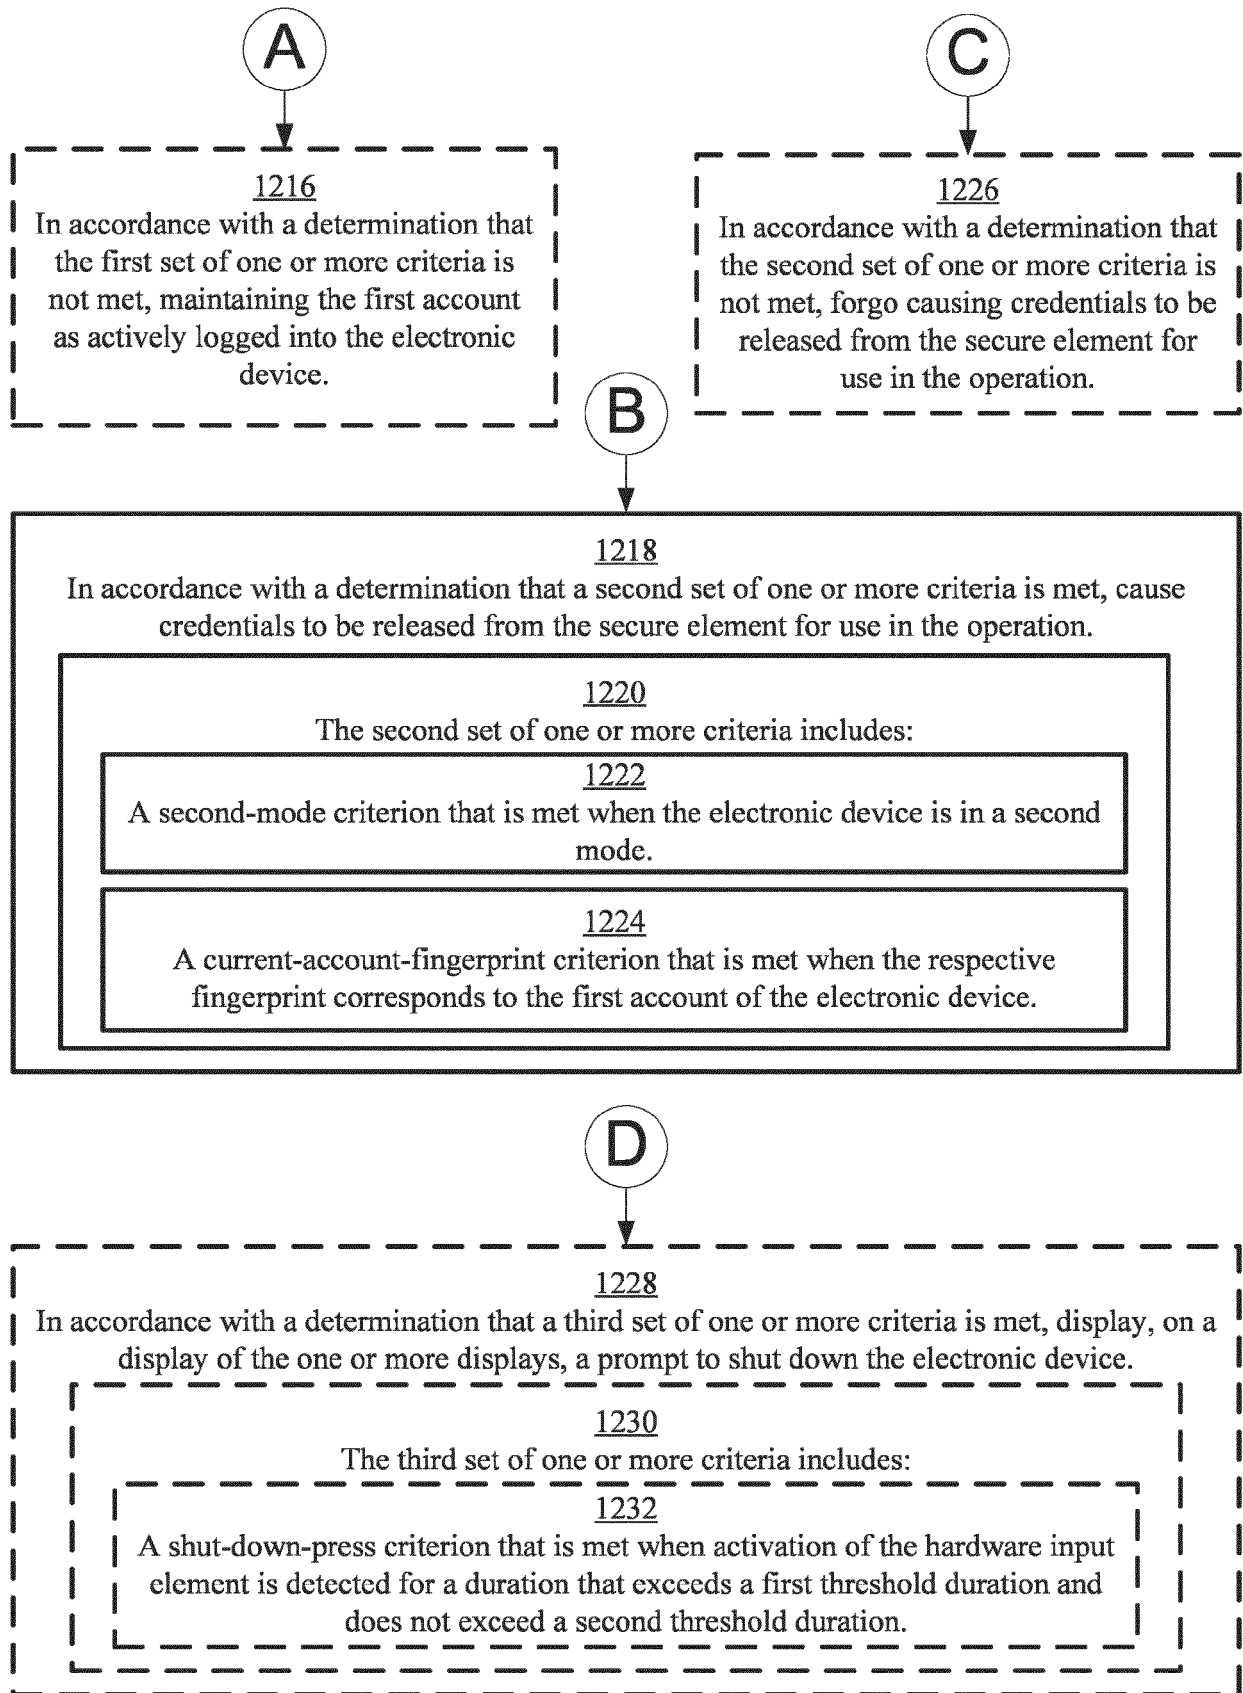 A
1216
In accordance with a determination that
the first set of one or more criteria is
not met, maintaining the first account
as actively logged into the electronic
device.
C
1226
In accordance with a determination that
the second set of one or more criteria is
not met, forgo causing credentials to be
released from the secure element for
use in the operation.
B
1218
In accordance with a determination that a second set of one or more criteria is met, cause
credentials to be released from the secure element for use in the operation.
1220
The second set of one or more criteria includes:
1222
A second-mode criterion that is met when the electronic device is in a second
mode.
1224
A current-account-fingerprint criterion that is met when the respective
fingerprint corresponds to the first account of the electronic device.
D
1228
In accordance with a determination that a third set of one or more criteria is met, display, on a
display of the one or more displays, a prompt to shut down the electronic device.
1230
The third set of one or more criteria includes:
1232
A shut-down-press criterion that is met when activation of the hardware input
element is detected for a duration that exceeds a first threshold duration and
does not exceed a second threshold duration.